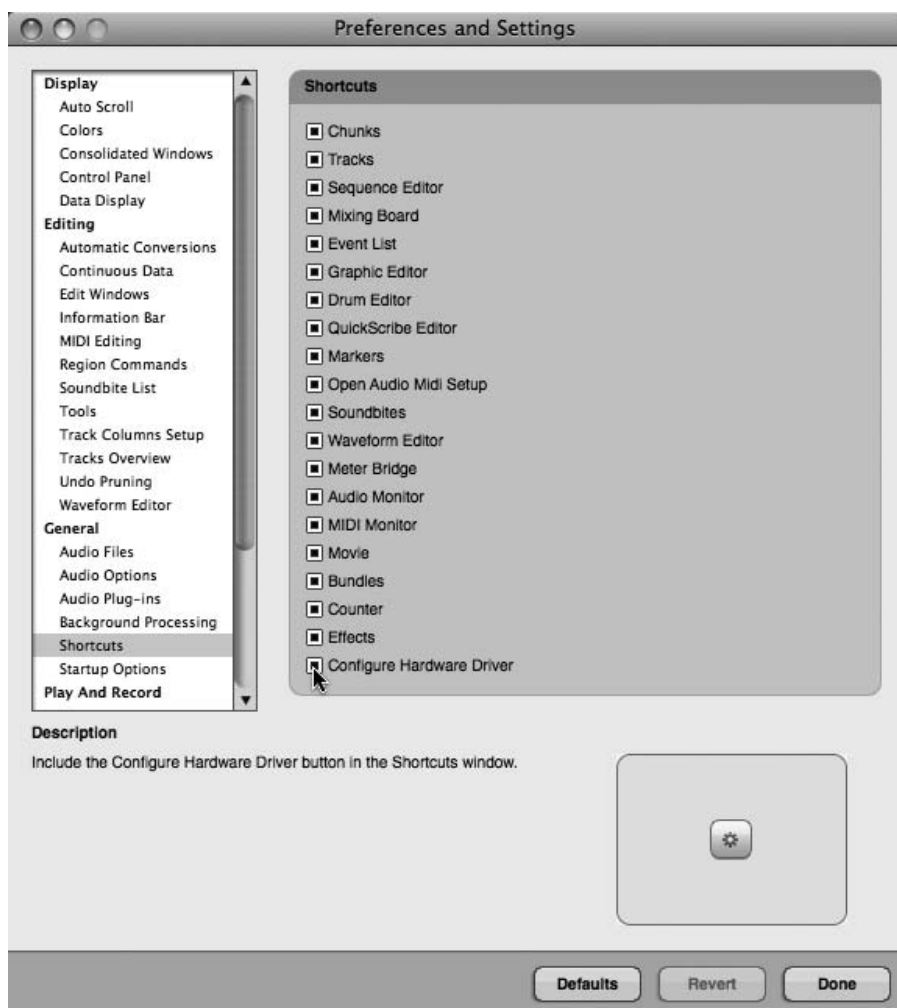 Preferences and Settings
Display
Auto Scroll
Colors
Consolidated Windows
Control Panel
Data Display
Editing
Automatic Conversions
Continuous Data
Edit Windows
Information Bar
MIDI Editing
Region Commands
Soundbite List
Tools
Track Columns Setup
Tracks Overview
Undo Pruning
Waveform Editor
General
Audio Files
Audio Options
Audio Plug-ins
Background Processing
Shortcuts
Startup Options
Play And Record
Shortcuts
Chunks
Tracks
Sequence Editor
Mixing Board
Event List
Graphic Editor
Drum Editor
QuickScribe Editor
Markers
Open Audio Midi Setup
Soundbites
Waveform Editor
Meter Bridge
Audio Monitor
MIDI Monitor
Movie
Bundles
Counter
Effects
Configure Hardware Driver
Description
Include the Configure Hardware Driver button in the Shortcuts window.
Defaults
Revert
Done